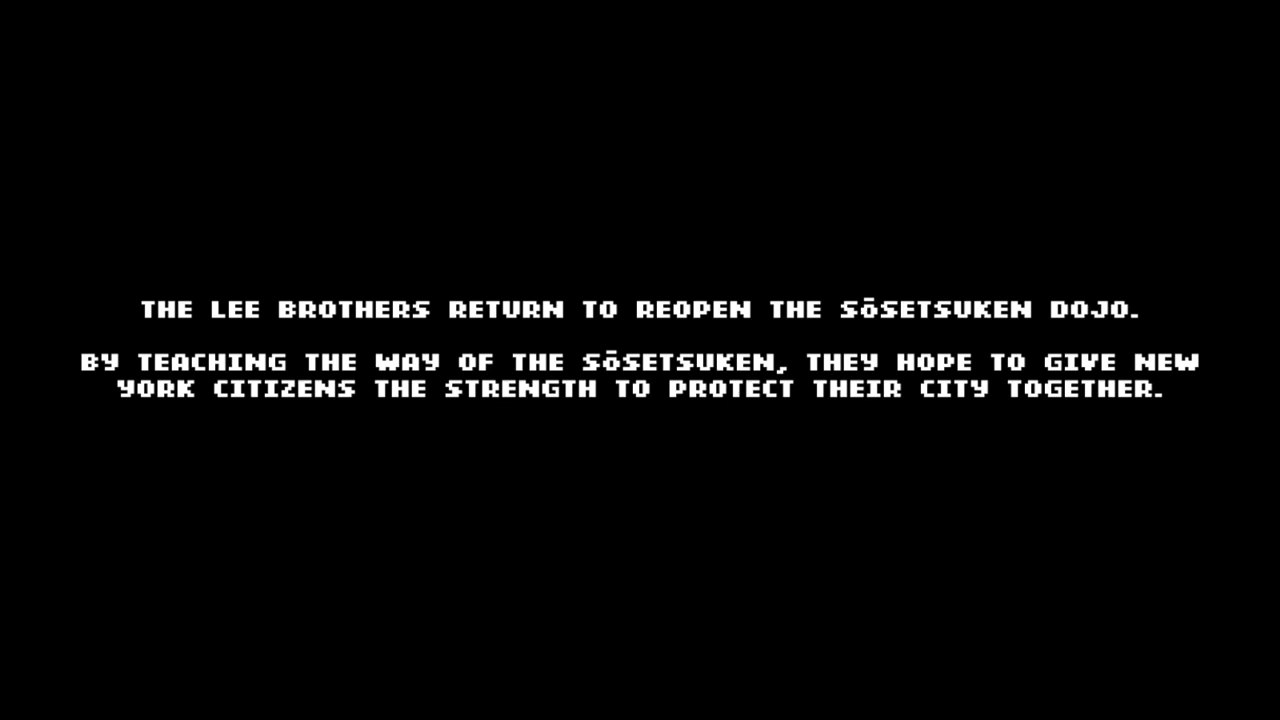 THE LEE BROTHERS RETURN TO REOPEN THE SōSETSUKEN DOJO.
BY TEACHING THE WAY OF THE SōSETSUKEN, THEY HOPE TO GIVE NEW
YORK CITIZENS THE STRENGTH TO PROTECT THEIR CITY TOGETHER.